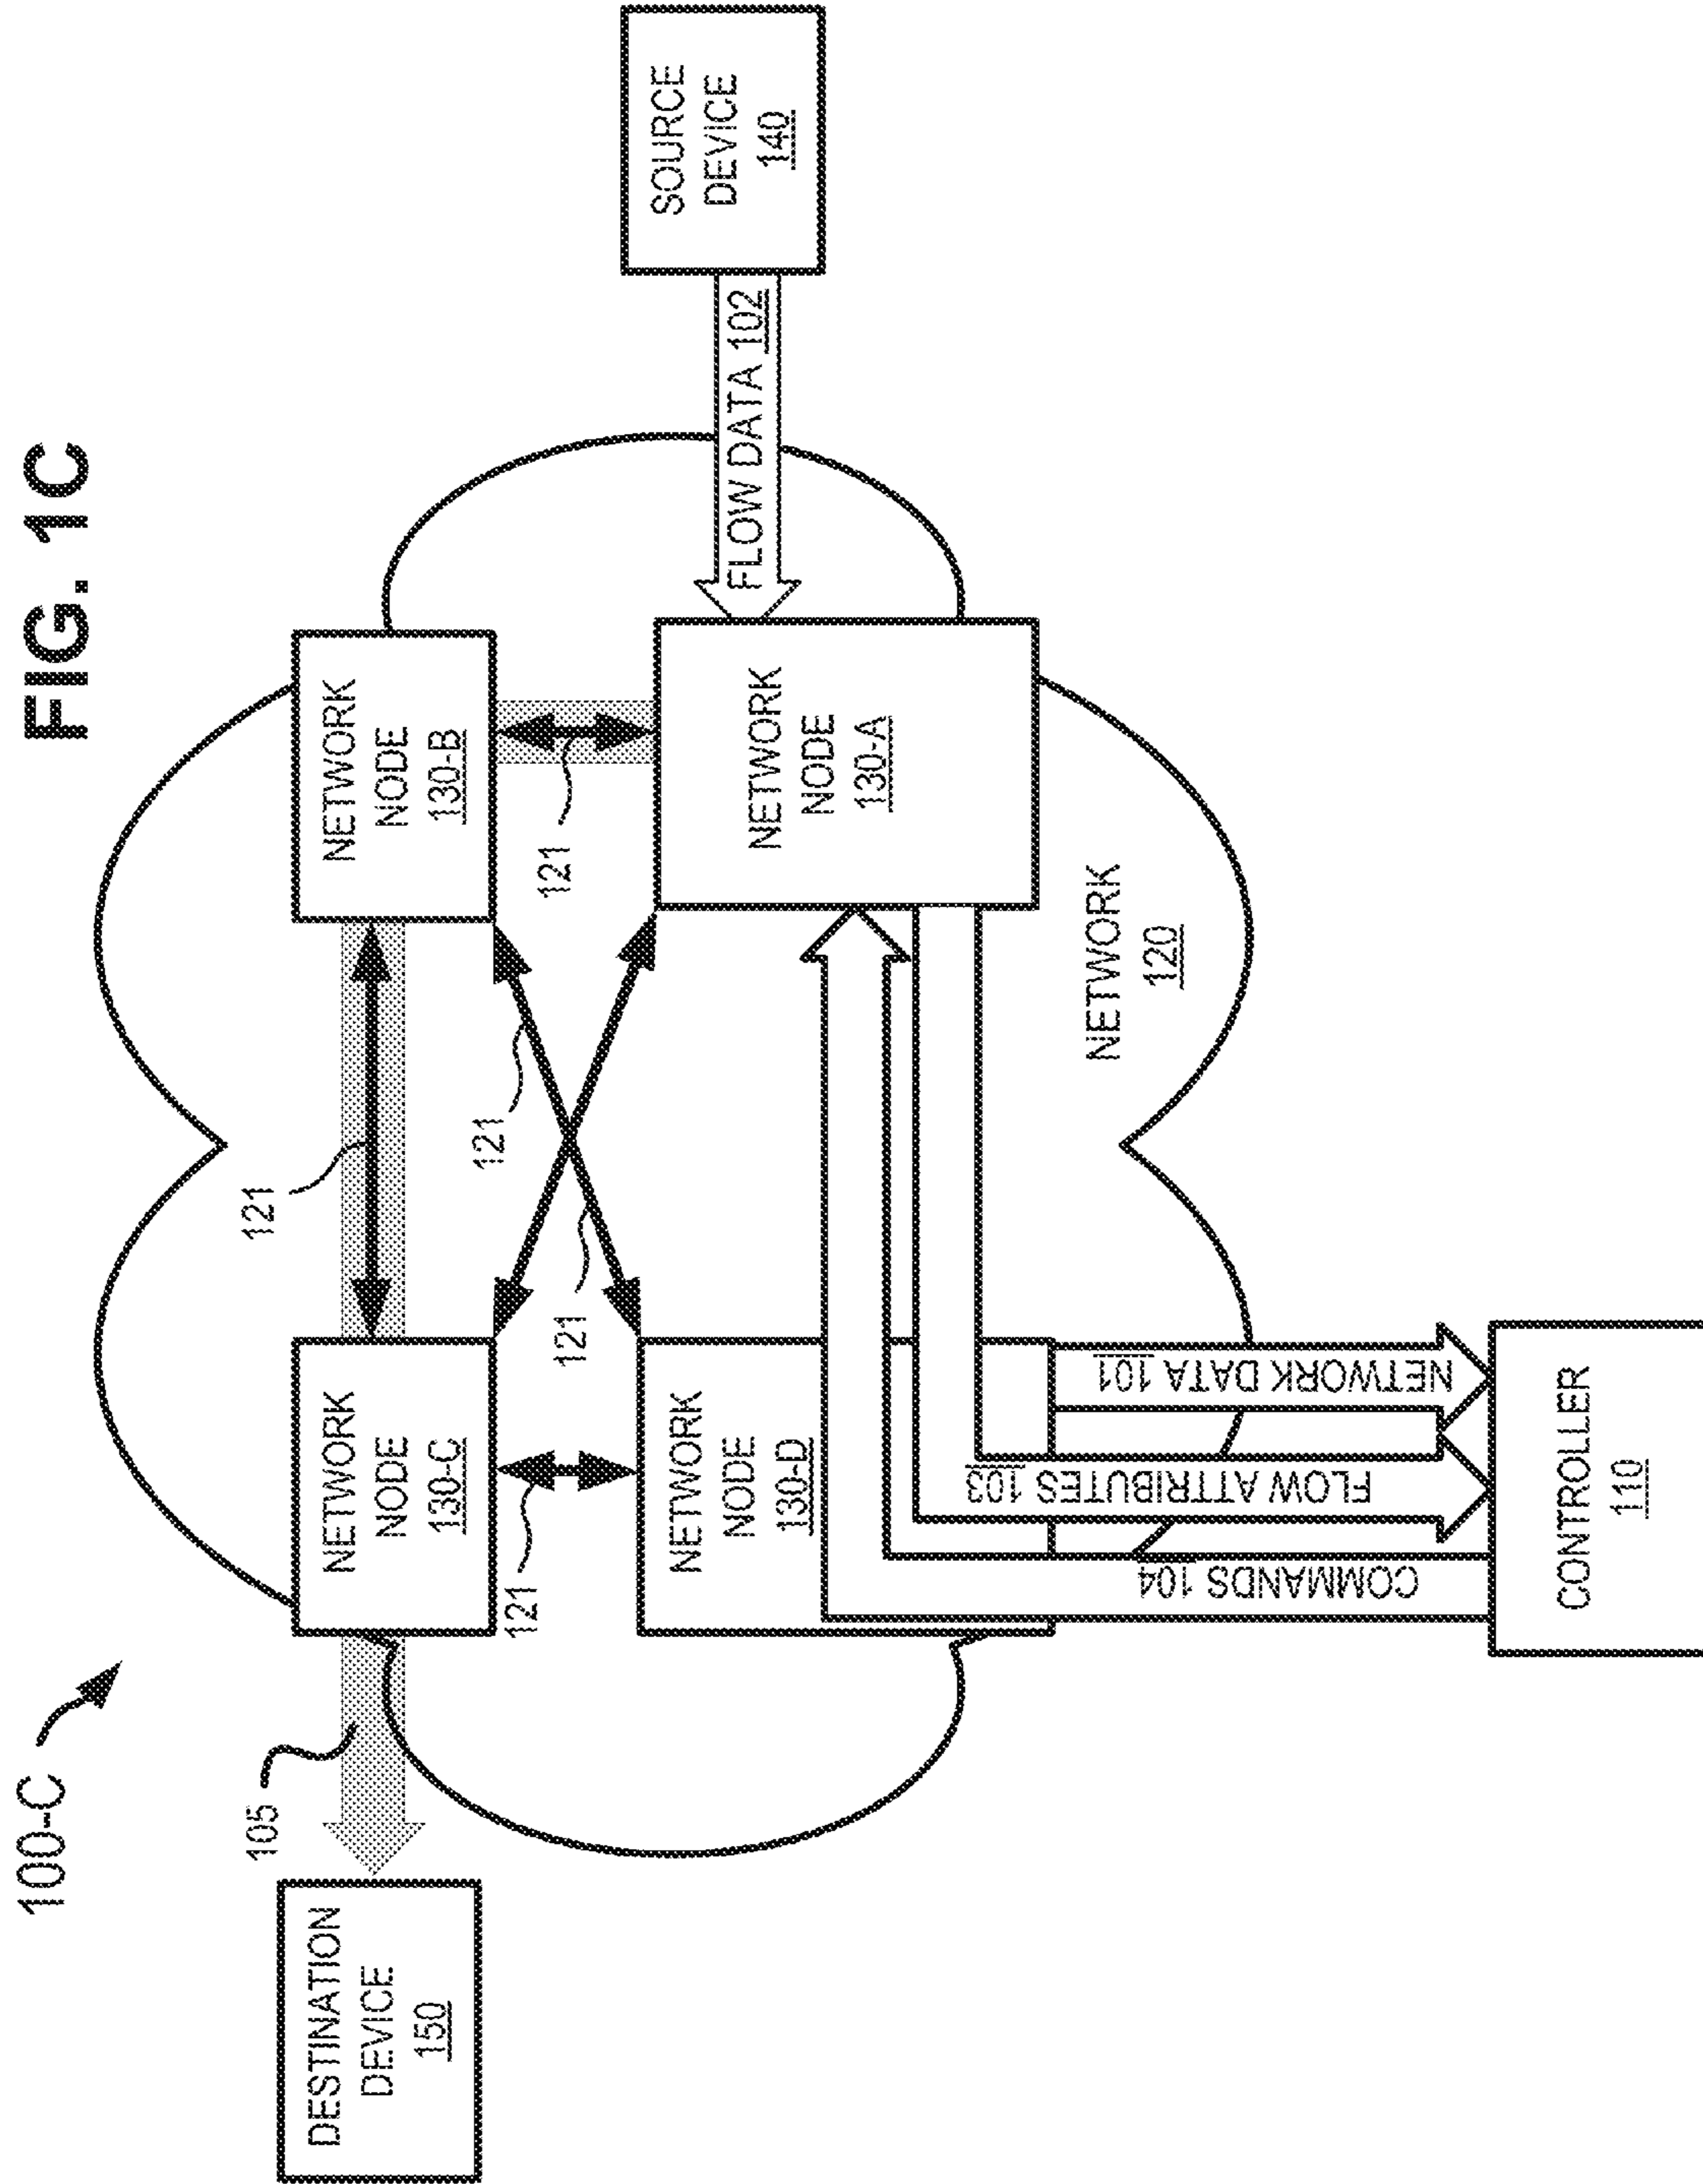 FIG. 1C
100-C
DESTINATION
DEVICE
150
105
NETWORK
NODE
130-C
121
NETWORK
NODE
130-B
121
121
121
121
NETWORK
NODE
130-D
NETWORK
NODE
130-A
FLOW DATA 102
SOURCE
DEVICE
140
NETWORK
120
COMMANDS 104
FLOW ATTRIBUTES 103
NETWORK DATA 101
CONTROLLER
110